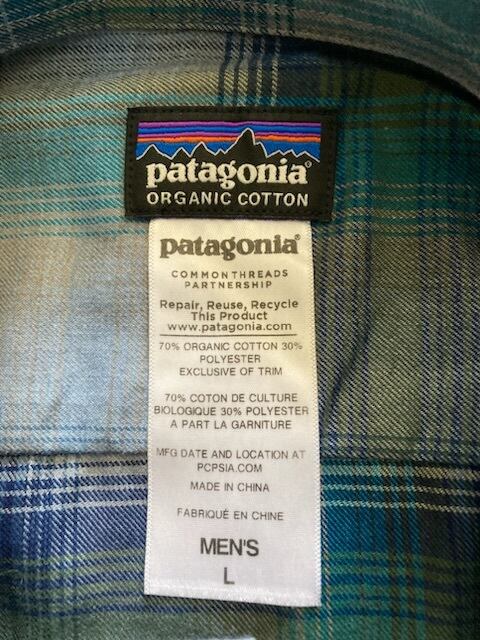 patagonia®
ORGANIC COTTON
patagonia®
COMMONTHREADS
PARTNERSHIP
Repair, Reuse, Recycle
This Product
www.patagonia.com
70% ORGANIC COTTON 30%
POLYESTER
EXCLUSIVE OF TRIM
70% COTON DE CULTURE
BIOLOGIQUE 30% POLYESTER
A PART LA GARNITURE
MFG DATE AND LOCATION AT
PCPSIA.COM
MADE IN CHINA
FABRIQUÉ EN CHINE
MEN'S
L